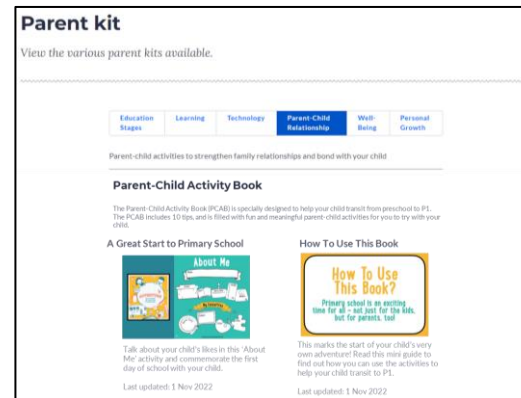 Parent kit
View the various parent kits available.
Education Stages
Learning
Technology
Parent-Child Relationship
Well-Being
Personal Growth
Parent-child activities to strengthen family relationships and bond with your child
Parent-Child Activity Book
The Parent-Child Activity Book (PCAB) is specially designed to help your child transit from preschool to P1.
The PCAB includes 10 tips, and is filled with fun and meaningful parent-child activities for you to try with your
child.
A Great Start to Primary School
About Me
Talk about your child's likes in this 'About
Me' activity and commemorate the first
day of school with your child.
Last updated: 1 Nov 2022
How To Use This Book
How To Use
This Book?
Primary school is an exciting
time for all – not just for the kids,
but for parents, too!
This marks the start of your child's very
own adventure! Read this mini guide to
find out how you can use the activities to
help your child transit to P1.
Last updated: 1 Nov 2022